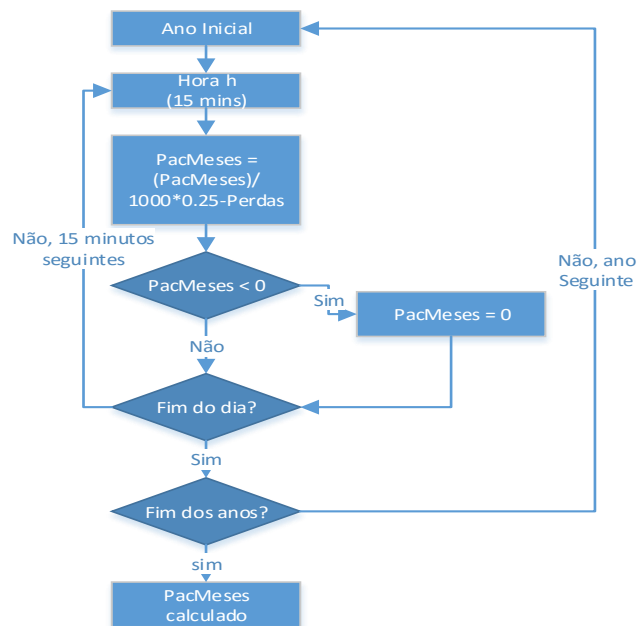 Ano Inicial
Hora h
(15 mins)
PacMeses =
(PacMeses)/
1000*0.25-Perdas
Não, 15 minutos
seguintes
PacMeses < 0
Sim
PacMeses = 0
Não, ano
Seguinte
Não
Fim do dia?
Sim
Fim dos anos?
sim
PacMeses
calculado